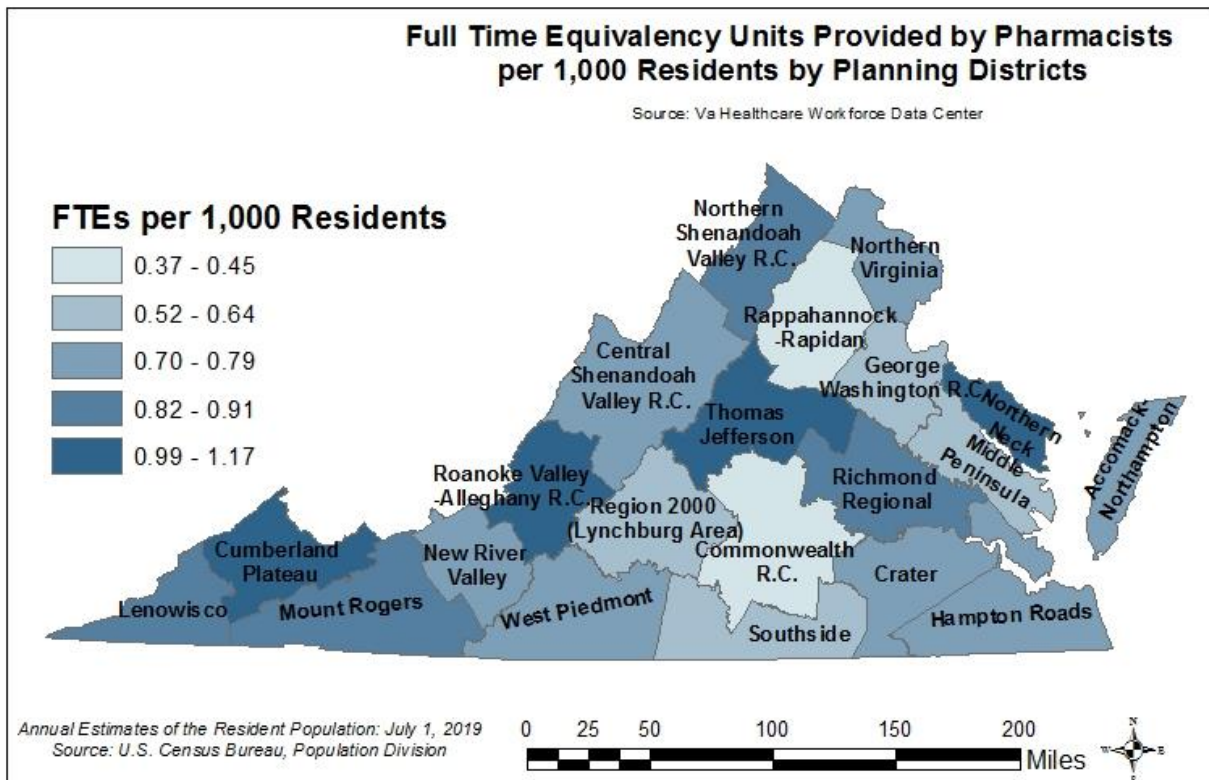 Full Time Equivalency Units Provided by Pharmacists
per 1,000 Residents by Planning Districts
Source: Va Healthcare Workforce Data Center
FTEs per 1,000 Residents
0.37 - 0.45
0.52 - 0.64
0.70 - 0.79
0.82 - 0.91
0.99 - 1.17
Northern
Shenandoah
Valley R.C.
Northern
Virginia
Rappahannock
-Rapidan
Central
Shenandoah
Valley R.C.
George
Washington R.C.
Northern
Neck
Thomas
Jefferson
Middle
Peninsula
Accomack-
Northampton
Roanoke Valley
-Alleghany R.C.
Richmond
Regional
Region 2000
(Lynchburg Area)
Cumberland
Plateau
New River
Valley
Commonwealth
R.C.
Crater
Lenowisco
Mount Rogers
West Piedmont
Southside
Hampton Roads
Annual Estimates of the Resident Population: July 1, 2019
Source: U.S. Census Bureau, Population Division
0 25 50 100 150 200
Miles
N
W E
S